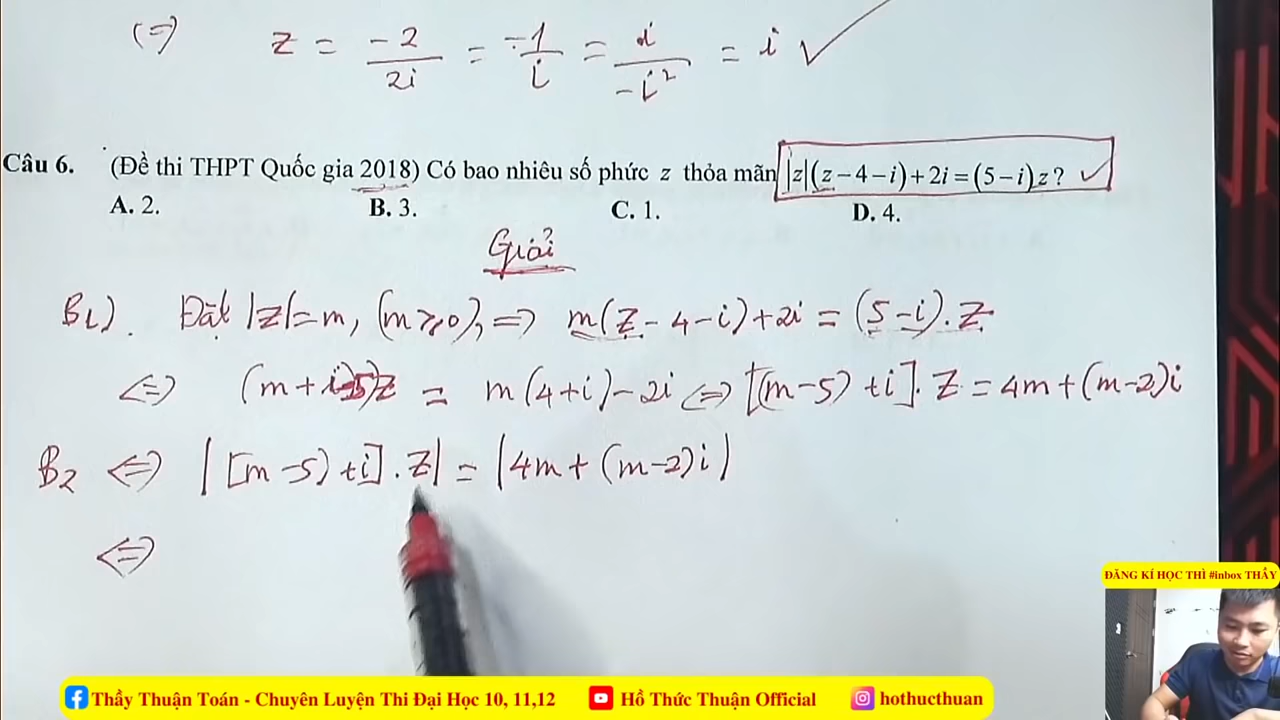 (=) z = -2/2i = -1/i = i/-i² = i ✓
Câu 6. (Đề thi THPT Quốc gia 2018) Có bao nhiêu số phức z thỏa mãn |z|(z-4-i)+2i=(5-i)z? ✓
A. 2. B. 3. C. 1. D. 4.
Giải
B1). Đặt |z|=m, (m≥0), => m(z-4-i)+2i = (5-i).z
<=> (m+i-5)z = m(4+i)-2i <=> [(m-5)+i].z = 4m+(m-2)i
B2 <=> |[m-5)+i].z| = |4m+(m-2)i|
<=>
ĐĂNG KÍ HỌC THÌ #inbox THẦY
Thầy Thuận Toán - Chuyên Luyện Thi Đại Học 10, 11,12 Hồ Thức Thuận Official hothucthuan